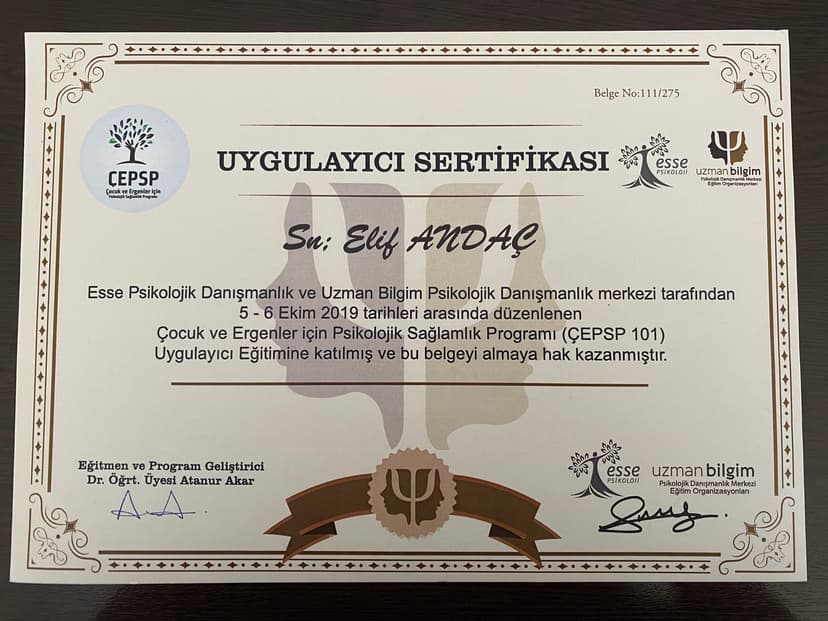 Belge No:111/275
ÇEPSP
Çocuk ve Ergenler İçin
Psikolojik Sağlamlık Programı
UYGULAYICI SERTİFİKASI
esse
PSİKOLOJİ
uzman bilgim
Psikolojik Danışmanlık Merkezi
Eğitim Organizasyonları
Sn; Elif ANDAÇ
Esse Psikolojik Danışmanlık ve Uzman Bilgim Psikolojik Danışmanlık merkezi tarafından
5 - 6 Ekim 2019 tarihleri arasında düzenlenen
Çocuk ve Ergenler için Psikolojik Sağlamlık Programı (ÇEPSP 101)
Uygulayıcı Eğitimine katılmış ve bu belgeyi almaya hak kazanmıştır.
Eğitmen ve Program Geliştirici
Dr. Öğrt. Üyesi Atanur Akar
esse
PSİKOLOJİ
uzman bilgim
Psikolojik Danışmanlık Merkezi
Eğitim Organizasyonları